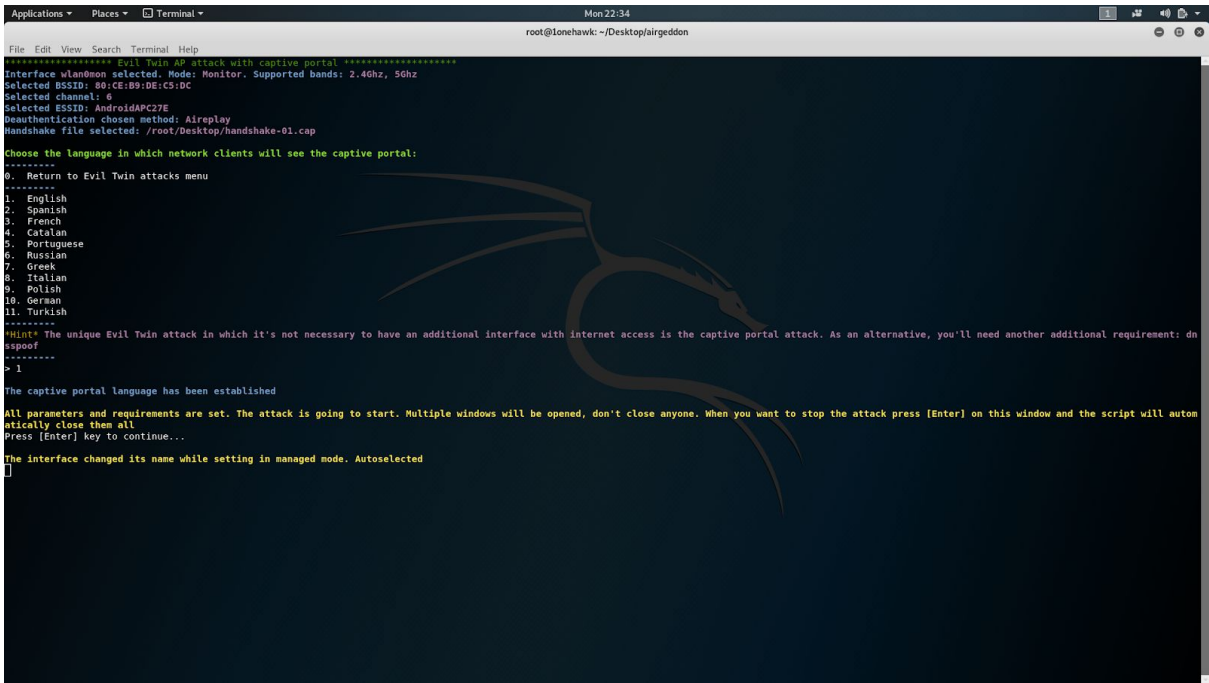 Applications Places Terminal Mon 22:34 1
root@1onehawk: ~/Desktop/airgeddon
File Edit View Search Terminal Help
****************** Evil Twin AP attack with captive portal *******************
Interface wlan0mon selected. Mode: Monitor. Supported bands: 2.4Ghz, 5Ghz
Selected BSSID: 80:CE:B9:DE:C5:DC
Selected channel: 6
Selected ESSID: AndroidAPC27E
Deauthentication chosen method: Aireplay
Handshake file selected: /root/Desktop/handshake-01.cap
Choose the language in which network clients will see the captive portal:
---------
0. Return to Evil Twin attacks menu
---------
1. English
2. Spanish
3. French
4. Catalan
5. Portuguese
6. Russian
7. Greek
8. Italian
9. Polish
10. German
11. Turkish
---------
*Hint* The unique Evil Twin attack in which it's not necessary to have an additional interface with internet access is the captive portal attack. As an alternative, you'll need another additional requirement: dn
sspoof
---------
> 1
The captive portal language has been established
All parameters and requirements are set. The attack is going to start. Multiple windows will be opened, don't close anyone. When you want to stop the attack press [Enter] on this window and the script will autom
atically close them all
Press [Enter] key to continue...
The interface changed its name while setting in managed mode. Autoselected